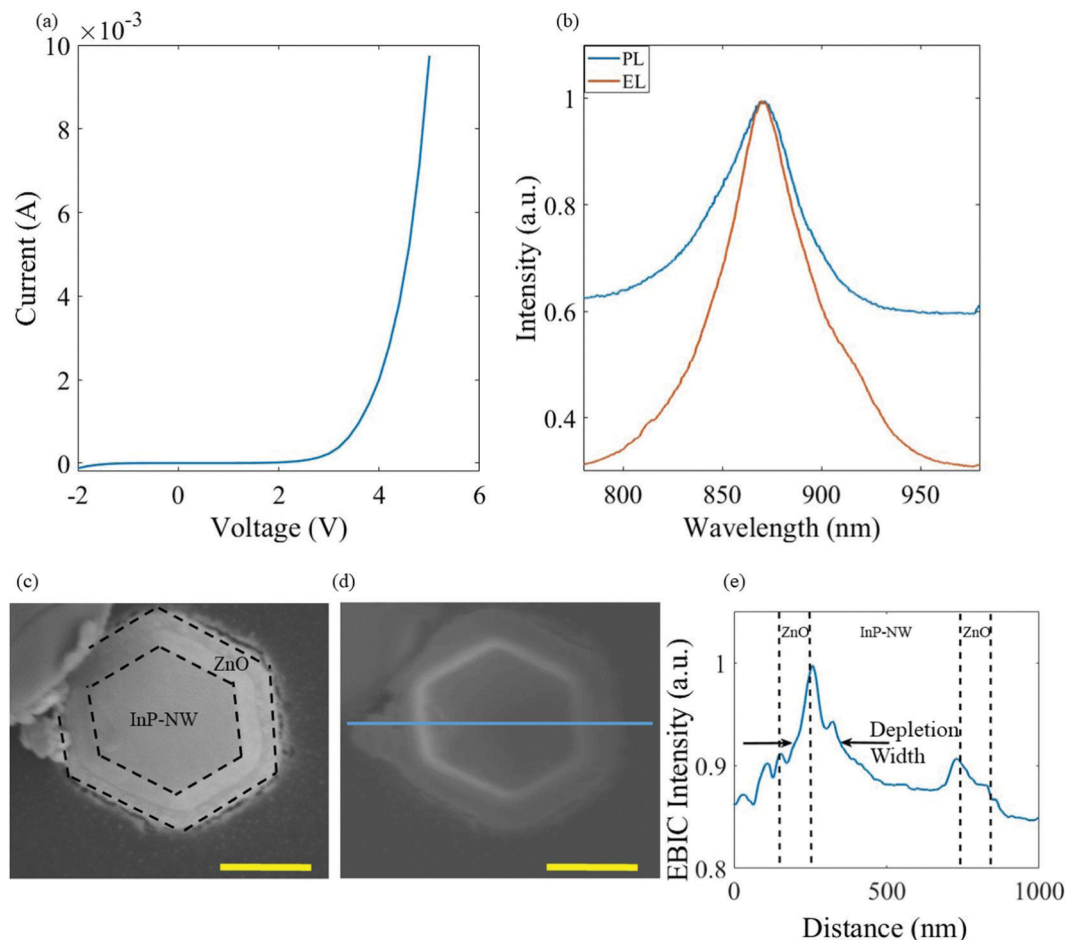 (a)
×10⁻³
10
8
6
4
2
0
-2 0 2 4 6
Current (A)
Voltage (V)
(b)
PL
EL
1
0.8
0.6
0.4
800 850 900 950
Intensity (a.u.)
Wavelength (nm)
(c)
ZnO
InP-NW
(d)
(e)
ZnO InP-NW ZnO
1
0.9
0.8
Depletion
Width
0 500 1000
EBIC Intensity (a.u.)
Distance (nm)